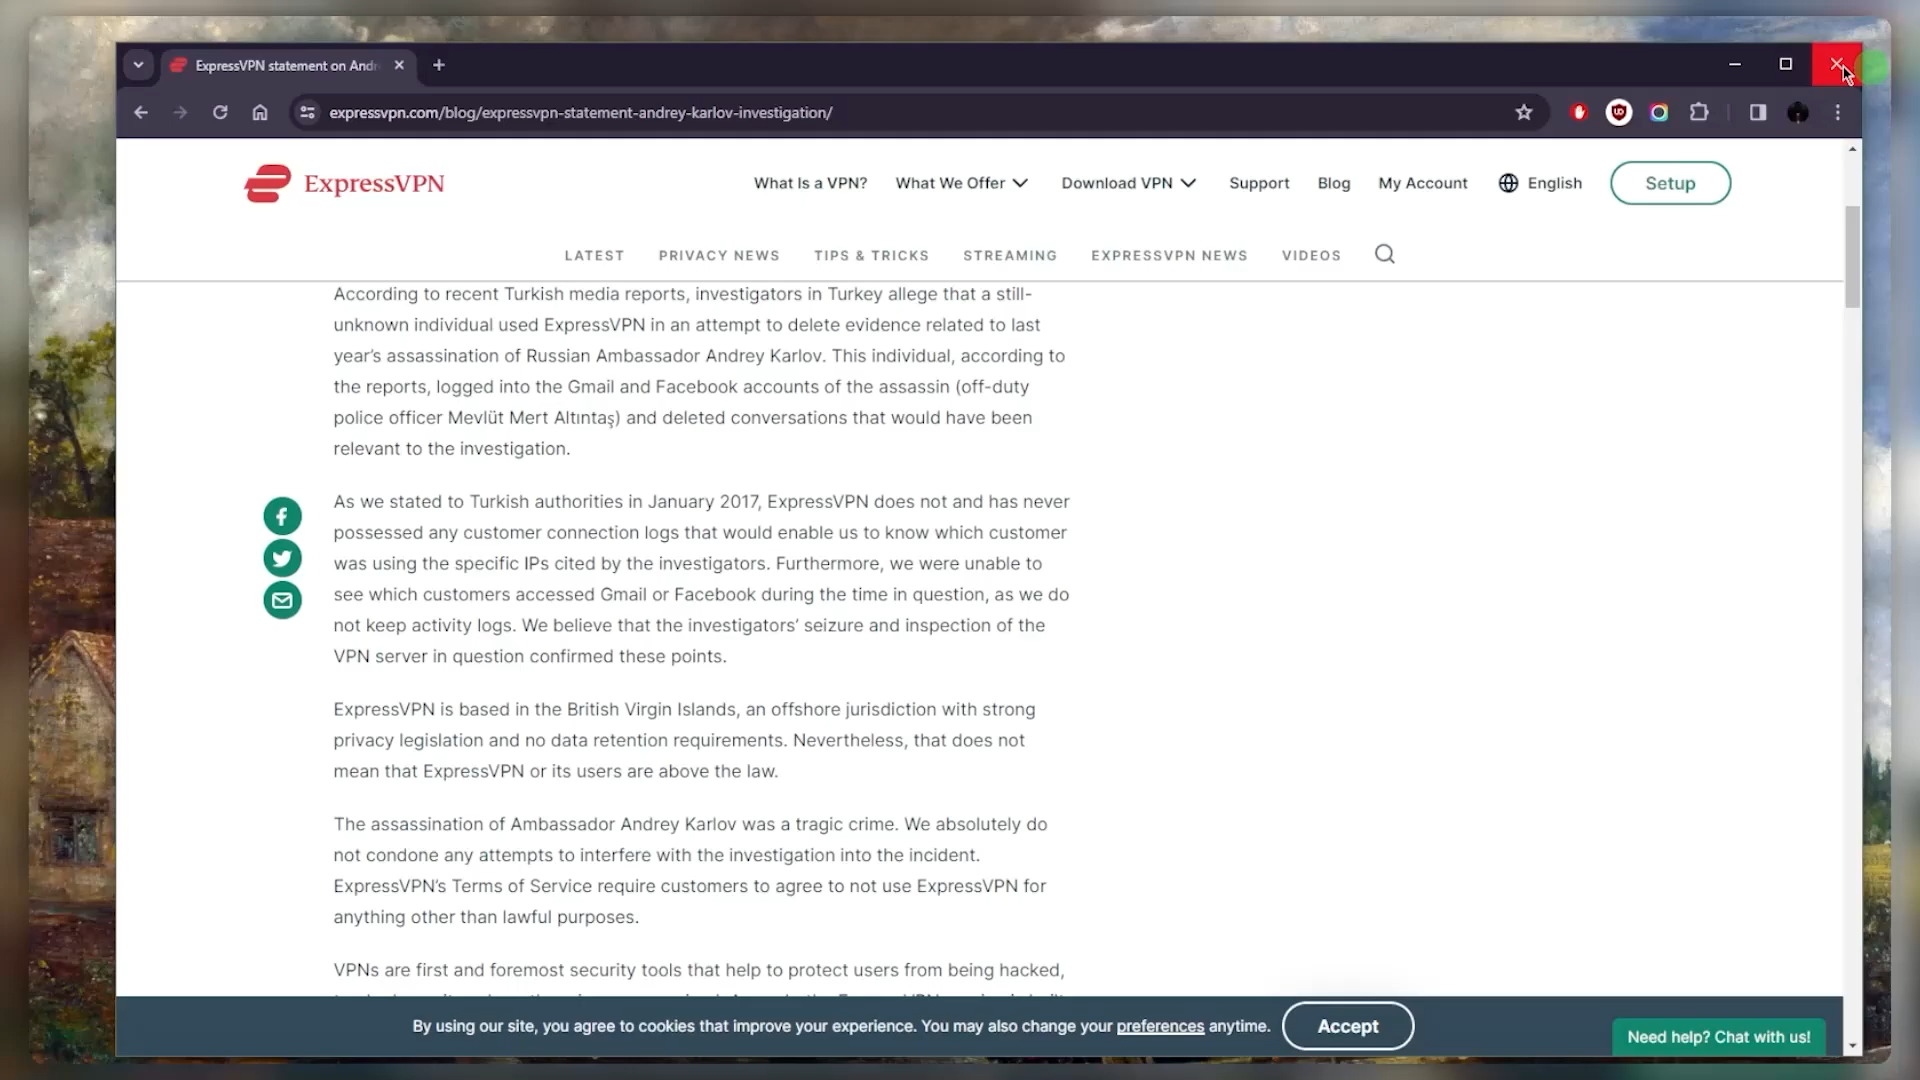 ExpressVPN statement on Andr
expressvpn.com/blog/expressvpn-statement-andrey-karlov-investigation/
ExpressVPN
What Is a VPN? What We Offer Download VPN Support Blog My Account English Setup
LATEST PRIVACY NEWS TIPS & TRICKS STREAMING EXPRESSVPN NEWS VIDEOS
According to recent Turkish media reports, investigators in Turkey allege that a still-
unknown individual used ExpressVPN in an attempt to delete evidence related to last
year’s assassination of Russian Ambassador Andrey Karlov. This individual, according to
the reports, logged into the Gmail and Facebook accounts of the assassin (off-duty
police officer Mevlüt Mert Altıntaş) and deleted conversations that would have been
relevant to the investigation.
As we stated to Turkish authorities in January 2017, ExpressVPN does not and has never
possessed any customer connection logs that would enable us to know which customer
was using the specific IPs cited by the investigators. Furthermore, we were unable to
see which customers accessed Gmail or Facebook during the time in question, as we do
not keep activity logs. We believe that the investigators’ seizure and inspection of the
VPN server in question confirmed these points.
ExpressVPN is based in the British Virgin Islands, an offshore jurisdiction with strong
privacy legislation and no data retention requirements. Nevertheless, that does not
mean that ExpressVPN or its users are above the law.
The assassination of Ambassador Andrey Karlov was a tragic crime. We absolutely do
not condone any attempts to interfere with the investigation into the incident.
ExpressVPN’s Terms of Service require customers to agree to not use ExpressVPN for
anything other than lawful purposes.
VPNs are first and foremost security tools that help to protect users from being hacked,
By using our site, you agree to cookies that improve your experience. You may also change your preferences anytime. Accept
Need help? Chat with us!